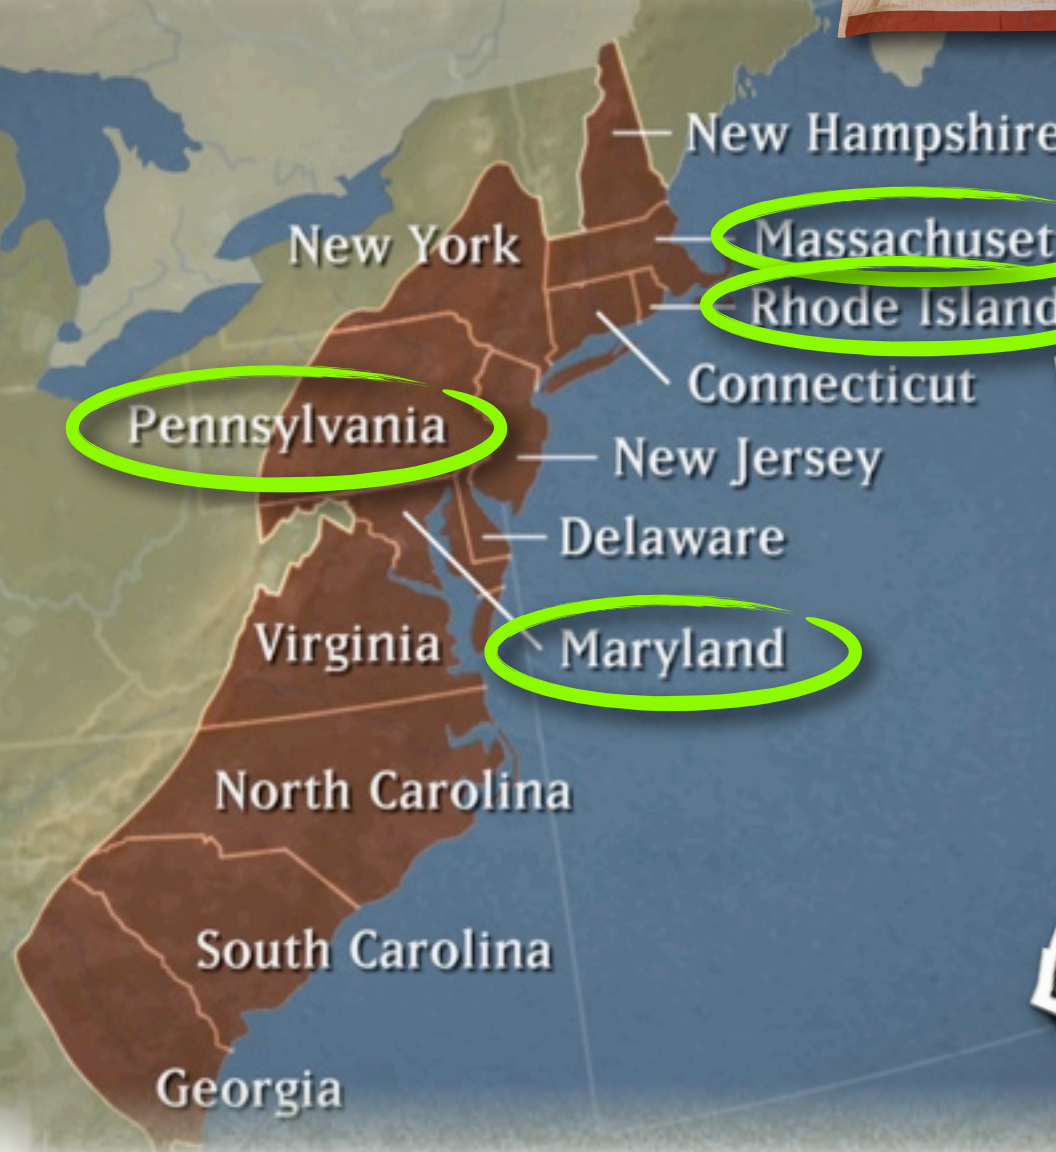 New Hampshire
Massachuset
New York
Rhode Island
Connecticut
Pennsylvania
New Jersey
Delaware
Virginia
Maryland
North Carolina
South Carolina
Georgia